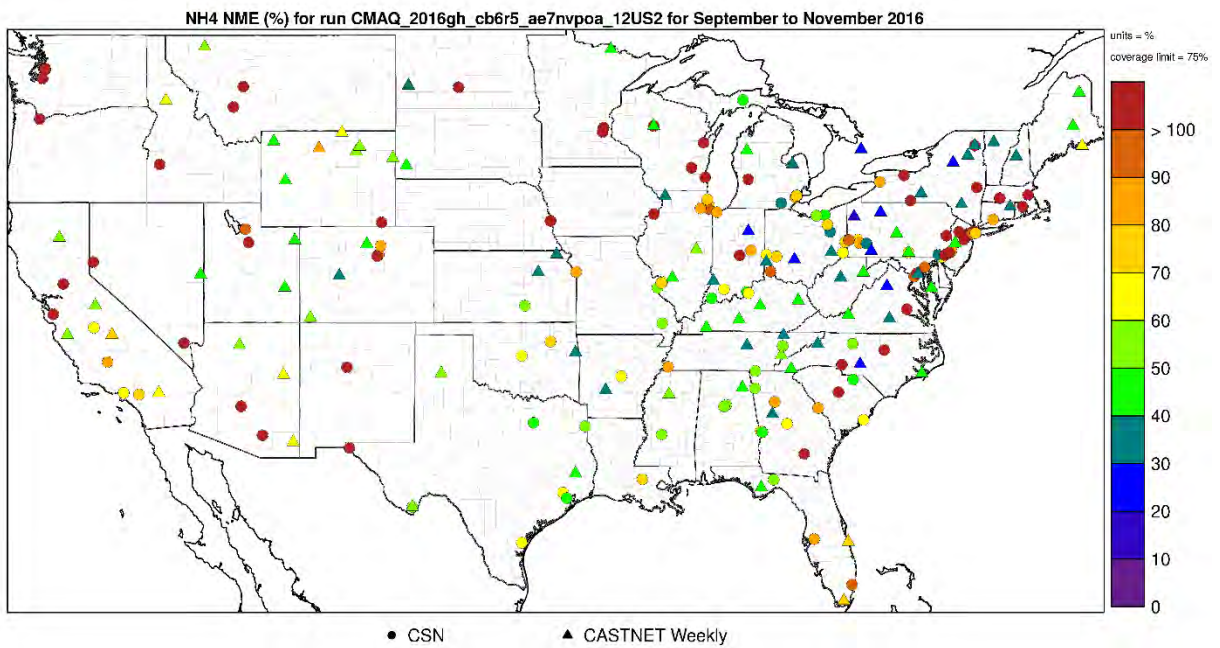 NH4 NME (%) for run CMAQ_2016gh_cb6r5_ae7nvpoa_12US2 for September to November 2016
units = %
coverage limit = 75%
> 100
90
80
70
60
50
40
30
20
10
0
CSN
CASTNET Weekly